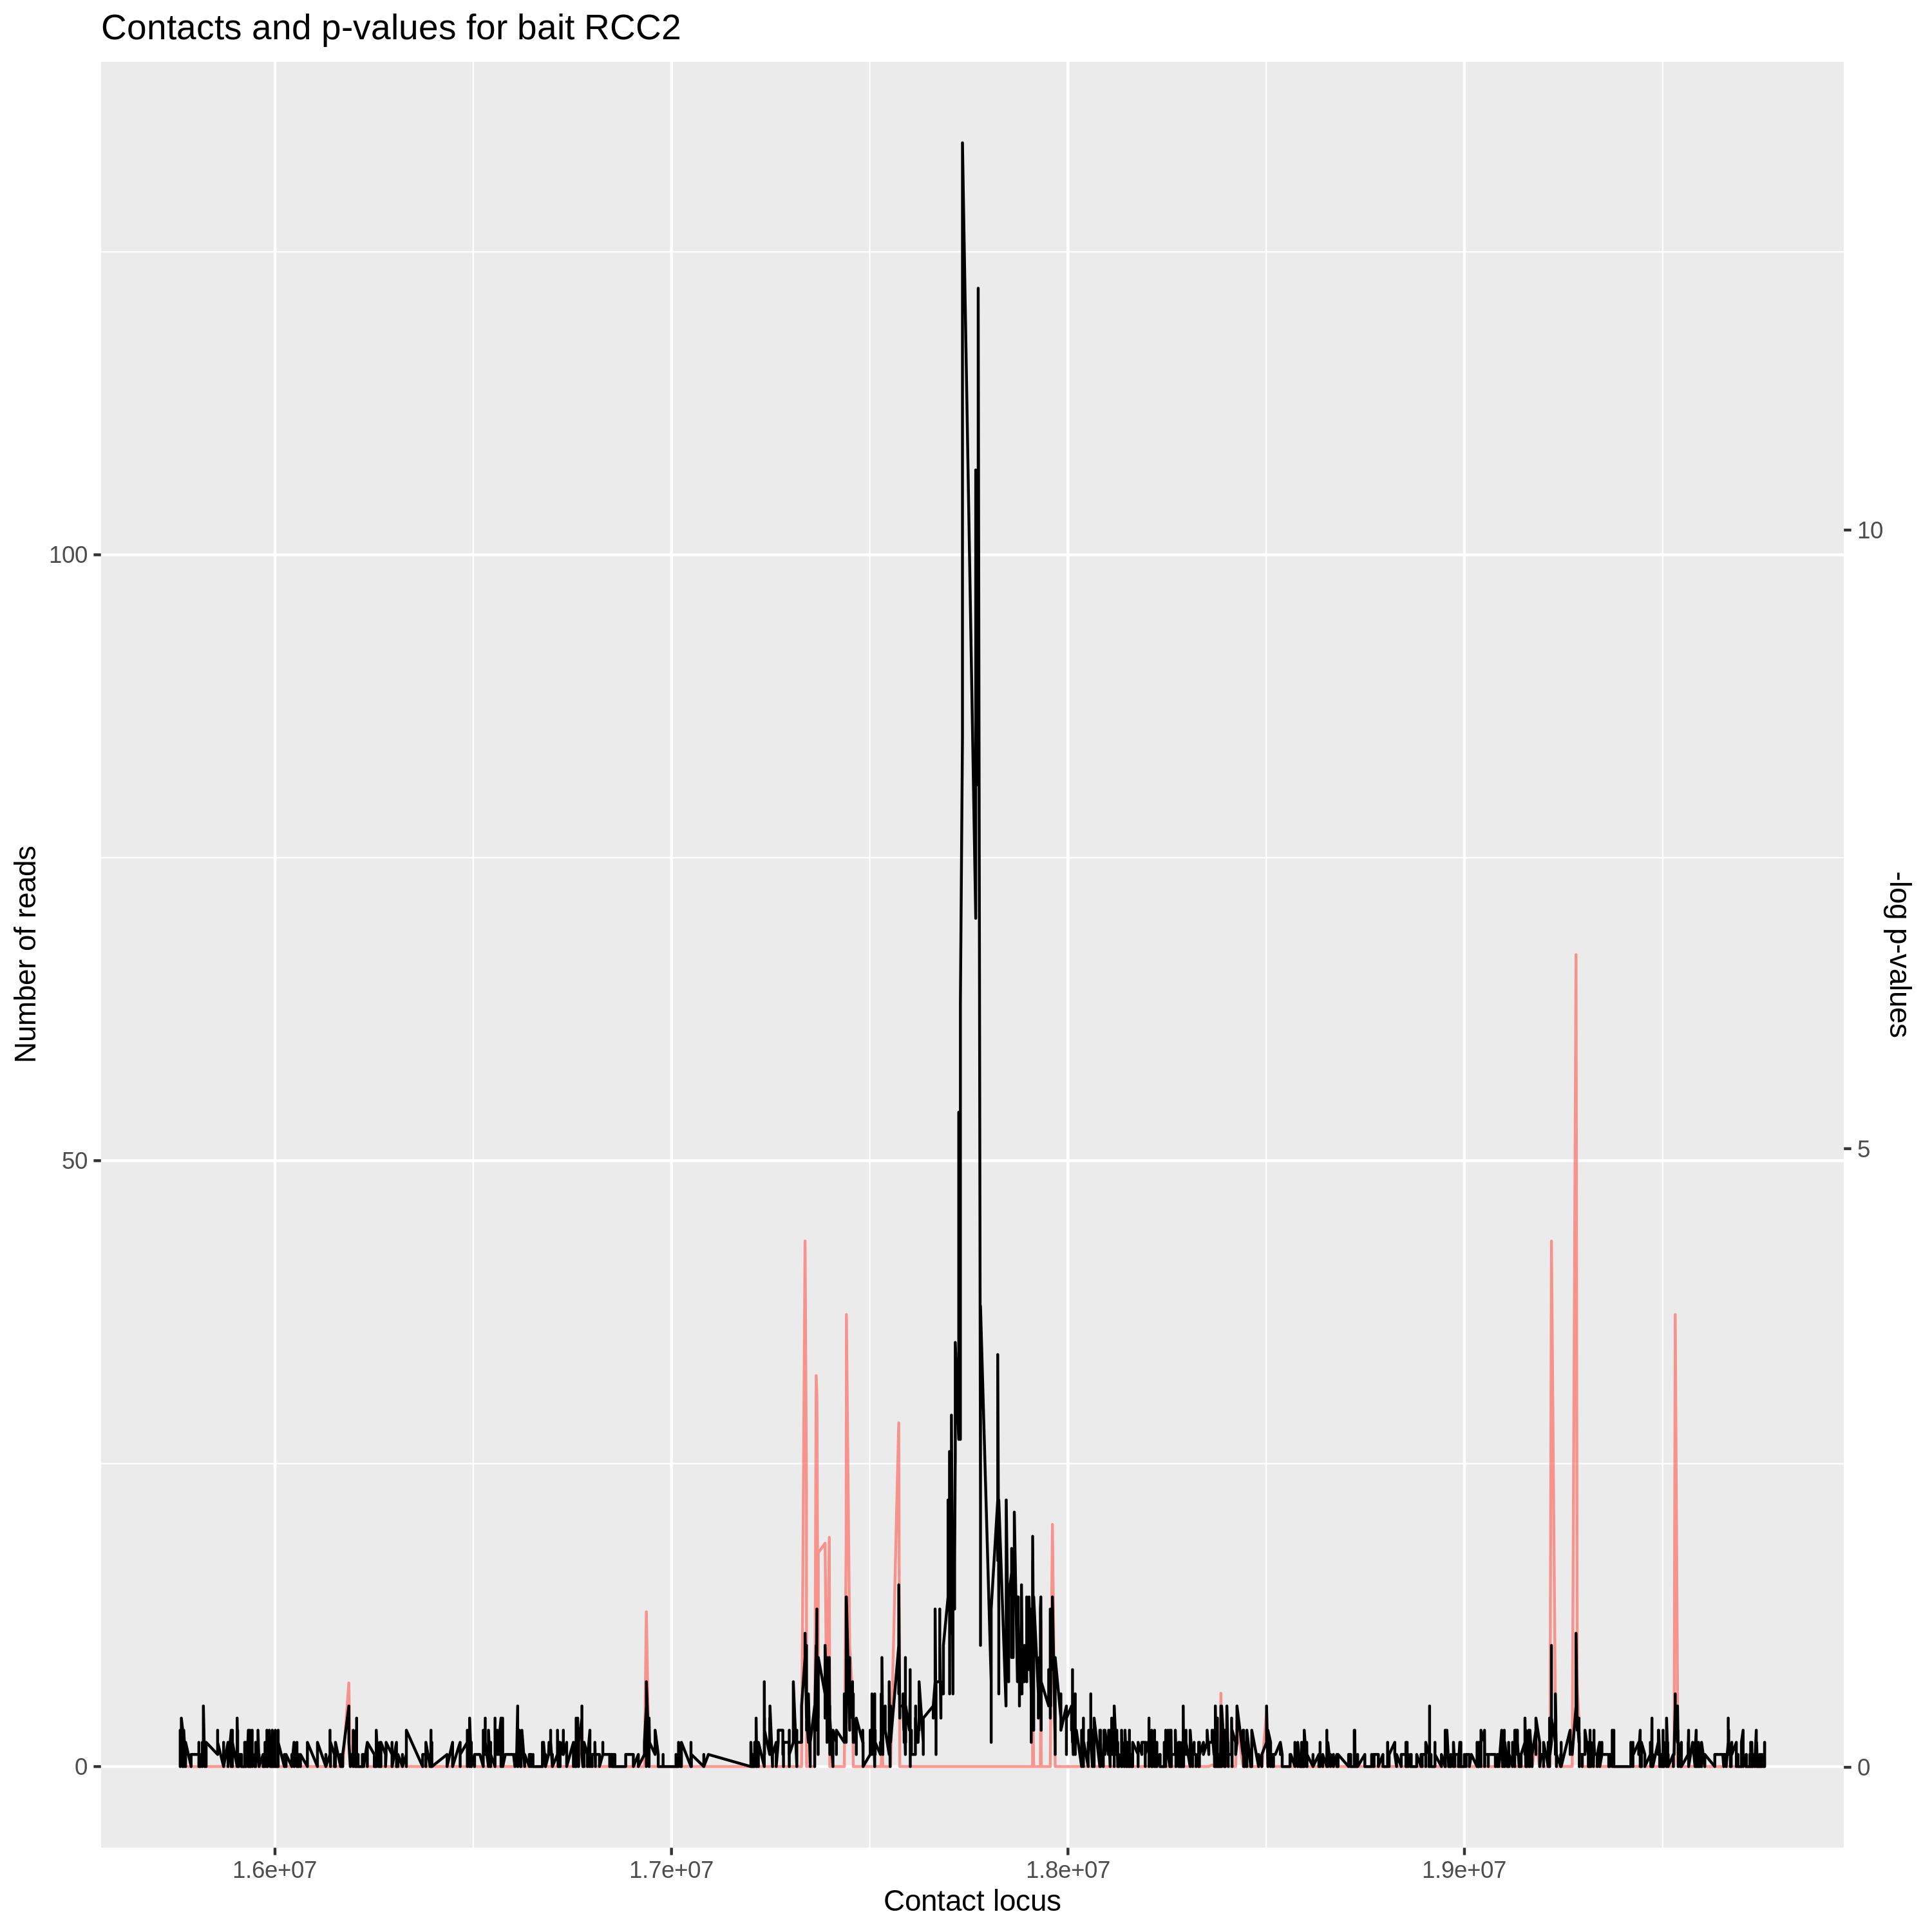 Contacts and p-values for bait RCC2
Number of reads
100
50
0
10
5
0
-log p-values
1.6e+07 1.7e+07 1.8e+07 1.9e+07
Contact locus